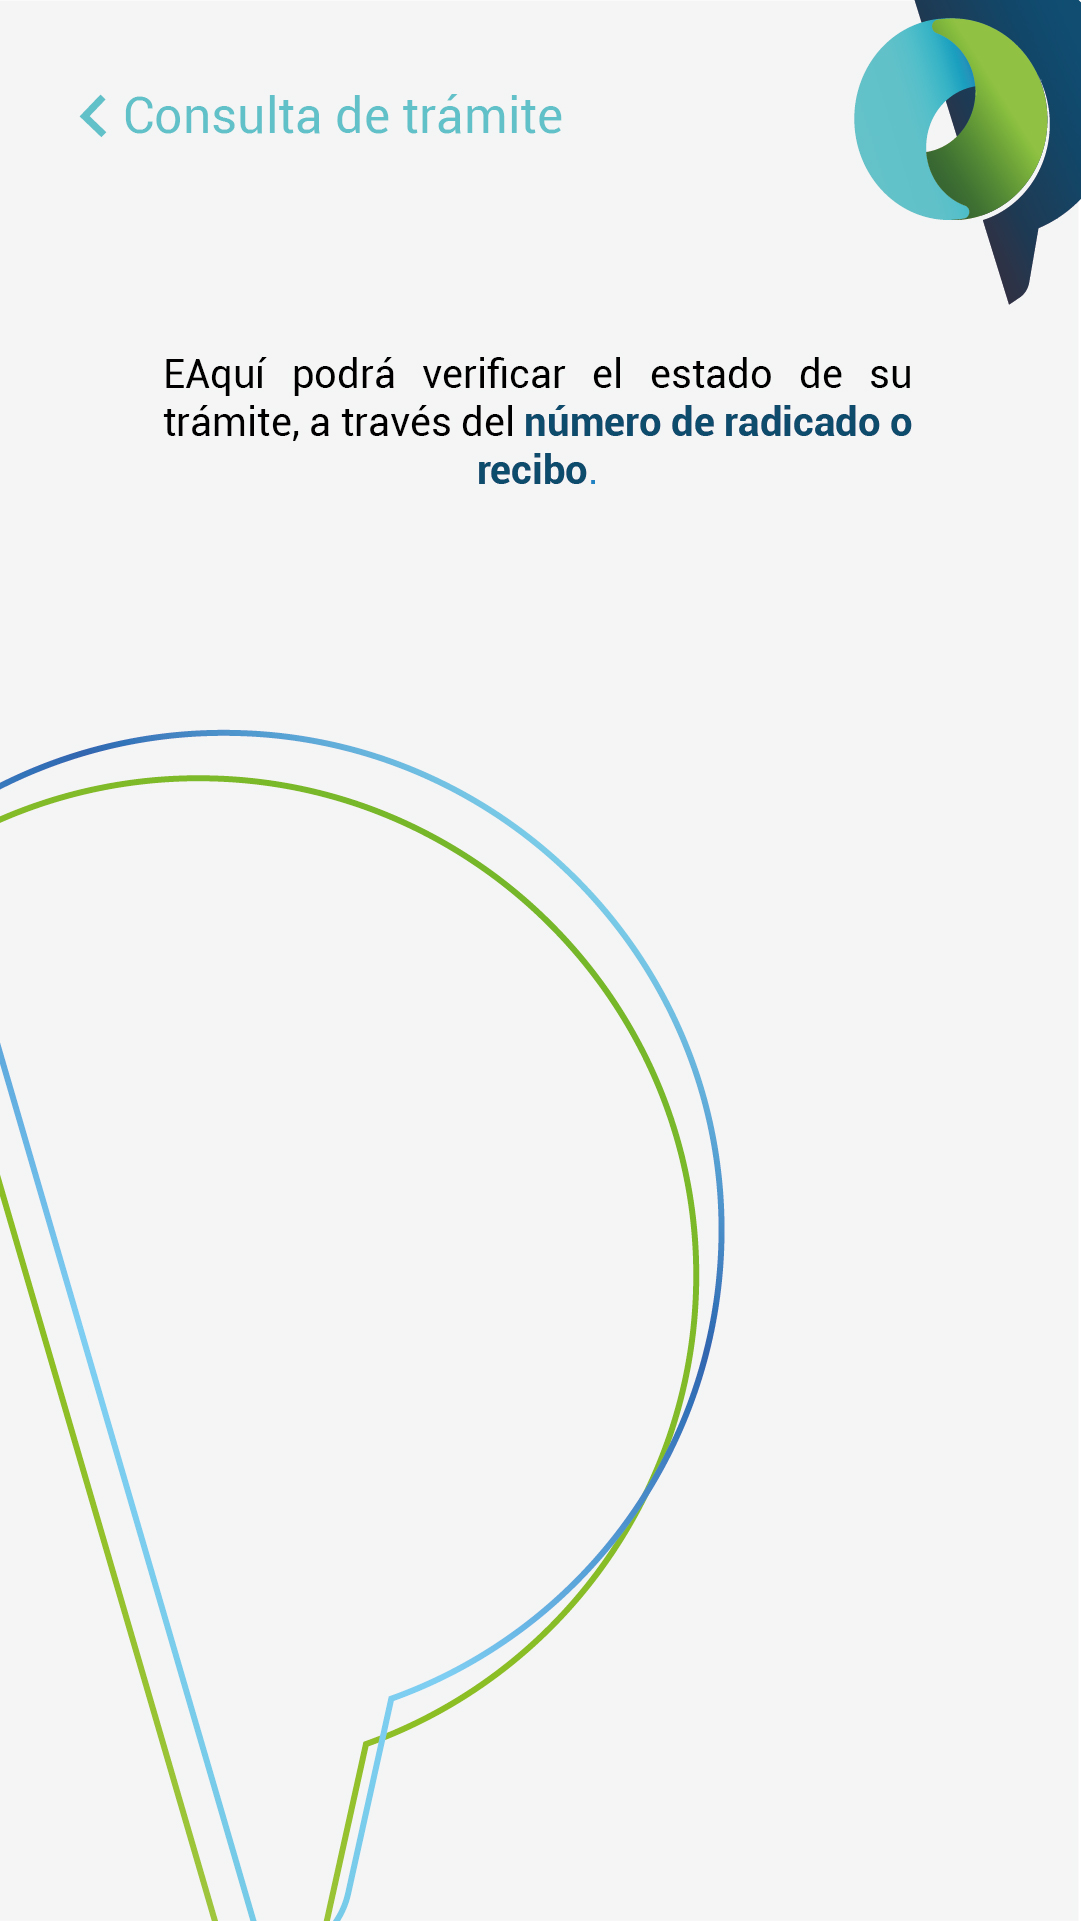 Consulta de trámite
EAquí podrá verificar el estado de su
trámite, a través del número de radicado o
recibo.